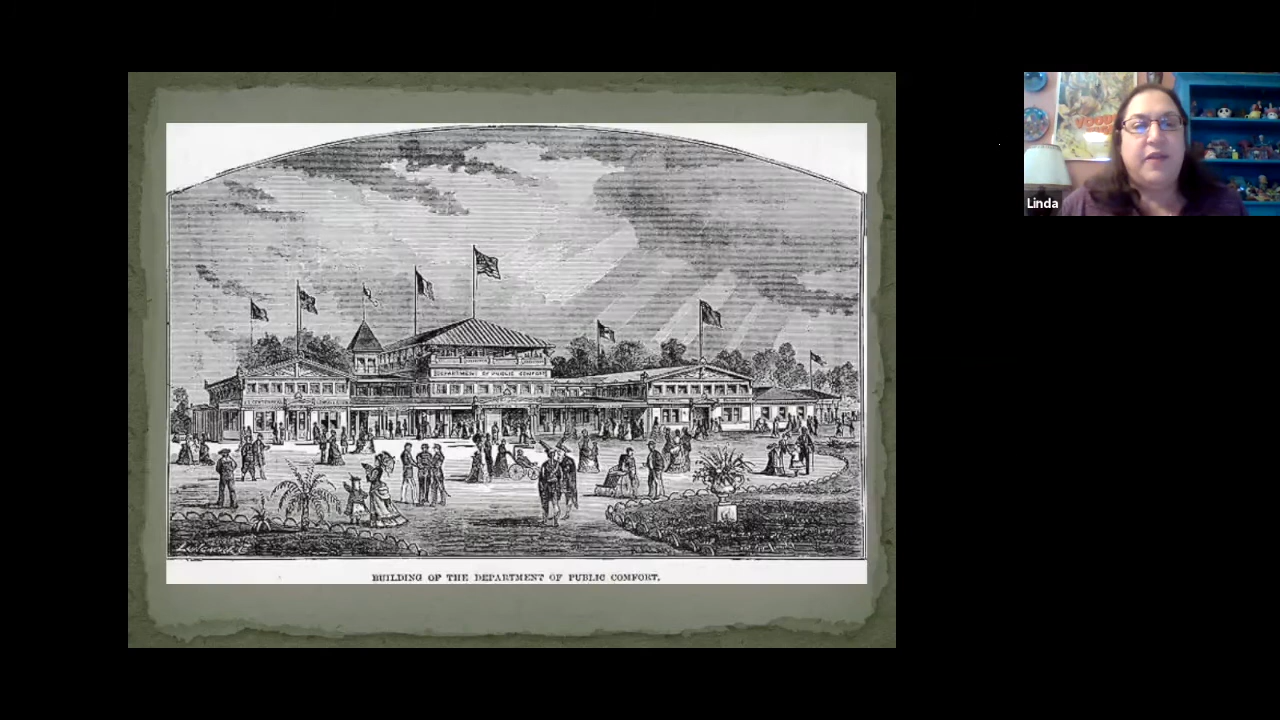 DEPARTMENT OF PUBLIC COMFORT
BUILDING OF THE DEPARTMENT OF PUBLIC COMFORT.
Linda